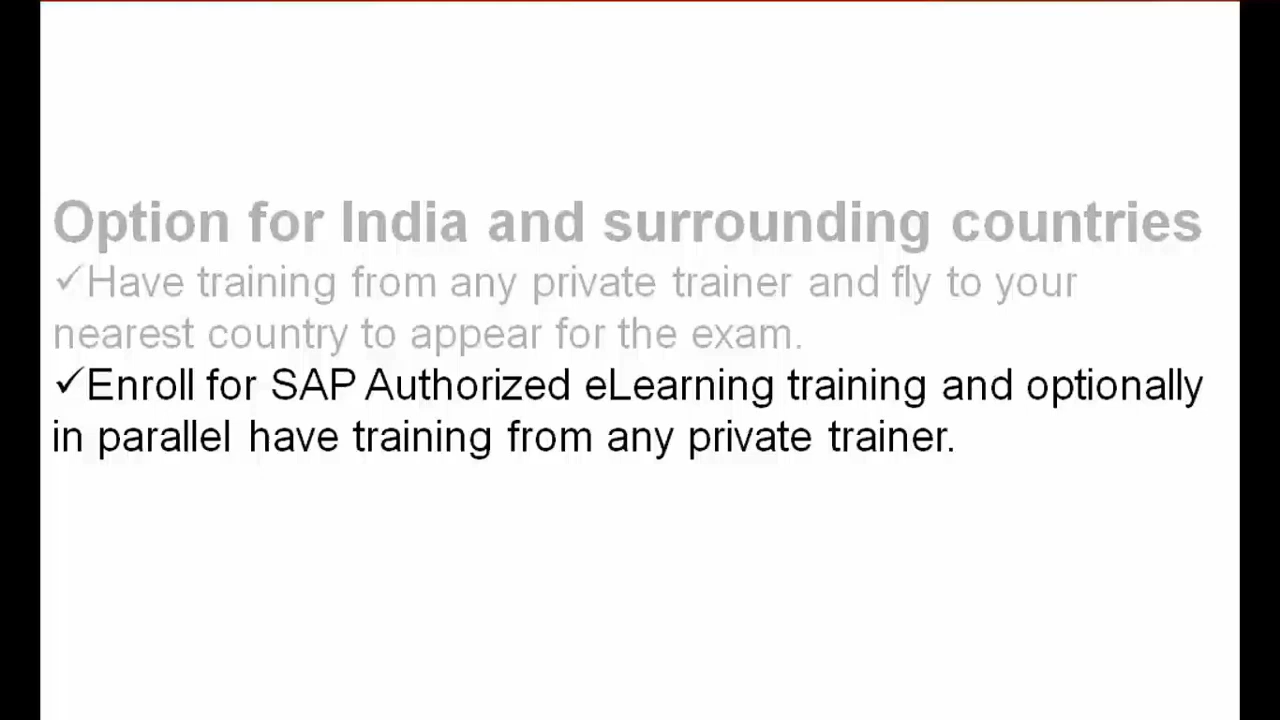 Option for India and surrounding countries
✓Have training from any private trainer and fly to your
nearest country to appear for the exam.
✓Enroll for SAP Authorized eLearning training and optionally
in parallel have training from any private trainer.